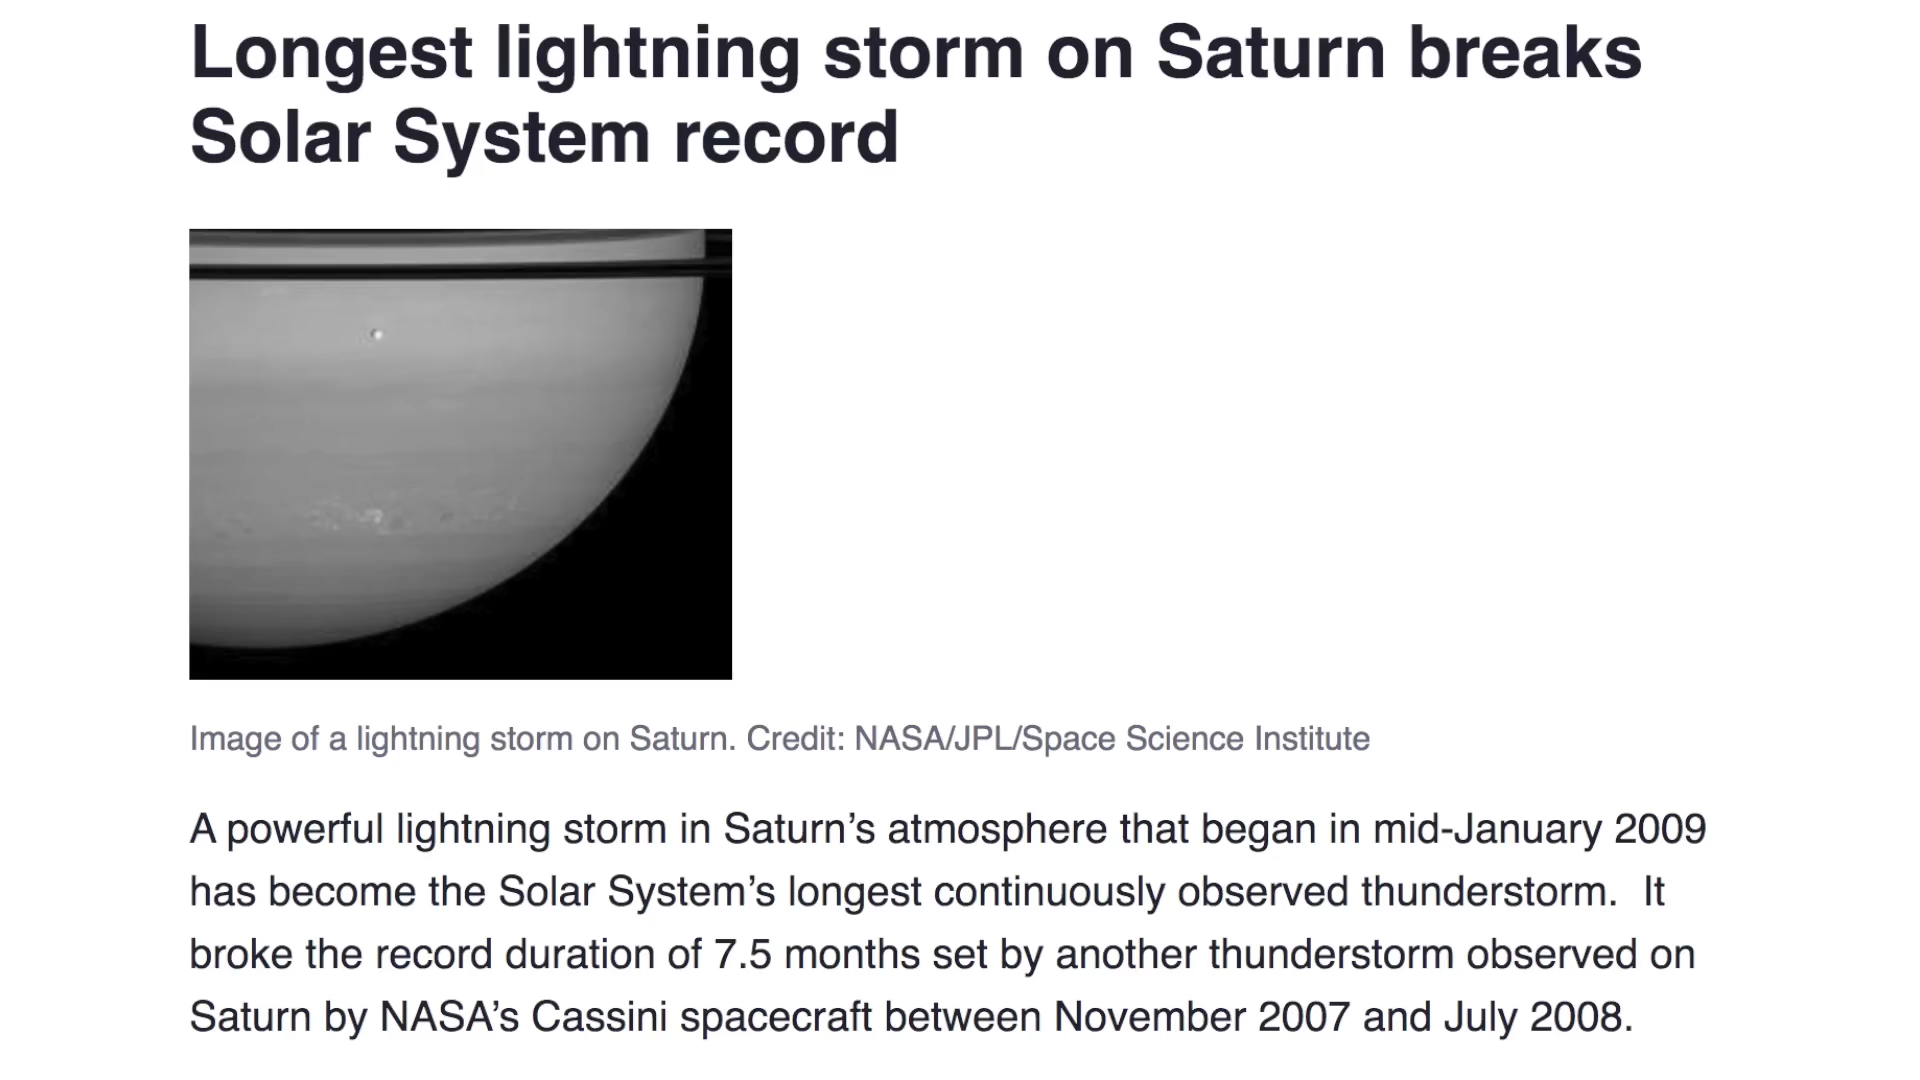 Longest lightning storm on Saturn breaks
Solar System record
Image of a lightning storm on Saturn. Credit: NASA/JPL/Space Science Institute
A powerful lightning storm in Saturn’s atmosphere that began in mid-January 2009
has become the Solar System’s longest continuously observed thunderstorm.  It
broke the record duration of 7.5 months set by another thunderstorm observed on
Saturn by NASA’s Cassini spacecraft between November 2007 and July 2008.